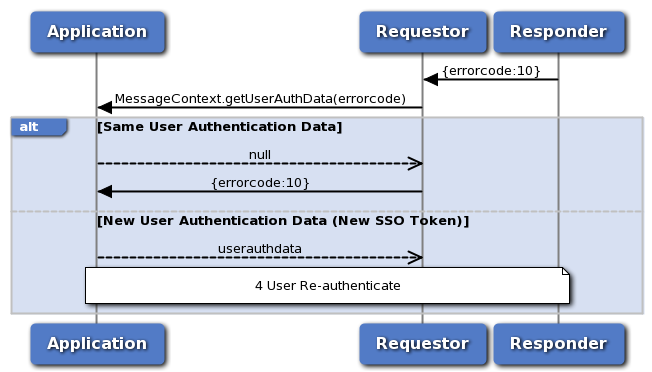 Application
Requestor
Responder
{errorcode:10}
MessageContext.getUserAuthData(errorcode)
alt
[Same User Authentication Data]
null
{errorcode:10}
[New User Authentication Data (New SSO Token)]
userauthdata
4 User Re-authenticate
Application
Requestor
Responder